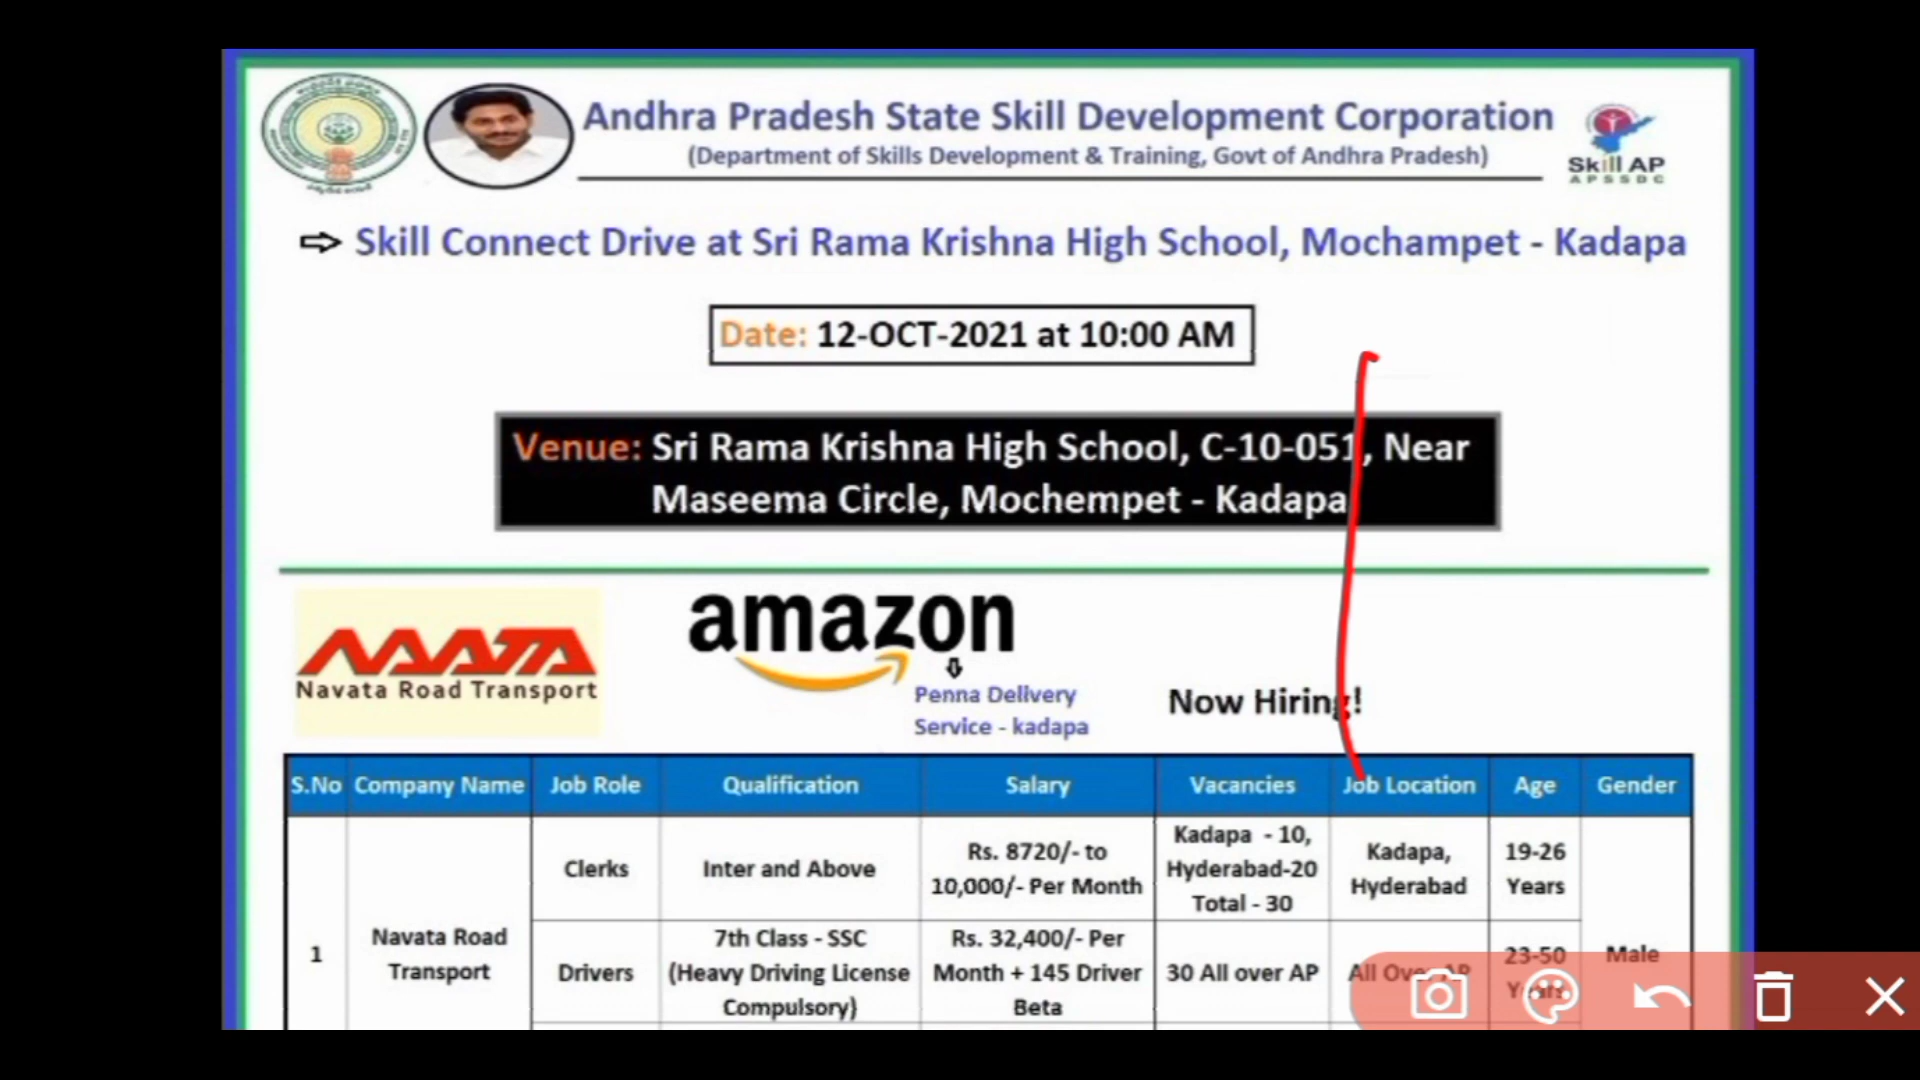 Andhra Pradesh State Skill Development Corporation
(Department of Skills Development & Training, Govt of Andhra Pradesh)
Skill AP
APSSDC
Skill Connect Drive at Sri Rama Krishna High School, Mochampet - Kadapa
Date: 12-OCT-2021 at 10:00 AM
Venue: Sri Rama Krishna High School, C-10-051, Near
Maseema Circle, Mochempet - Kadapa
NAVATA
Navata Road Transport
amazon
Penna Delivery
Service - kadapa
Now Hiring!
S.No Company Name Job Role Qualification Salary Vacancies Job Location Age Gender
1 Navata Road
Transport
Clerks
Inter and Above
Rs. 8720/- to
10,000/- Per Month
Kadapa - 10,
Hyderabad-20
Total - 30
Kadapa,
Hyderabad
19-26
Years
Male
Drivers
7th Class - SSC
(Heavy Driving License
Compulsory)
Rs. 32,400/- Per
Month + 145 Driver
Beta
30 All over AP
All Over AP
23-50
Years